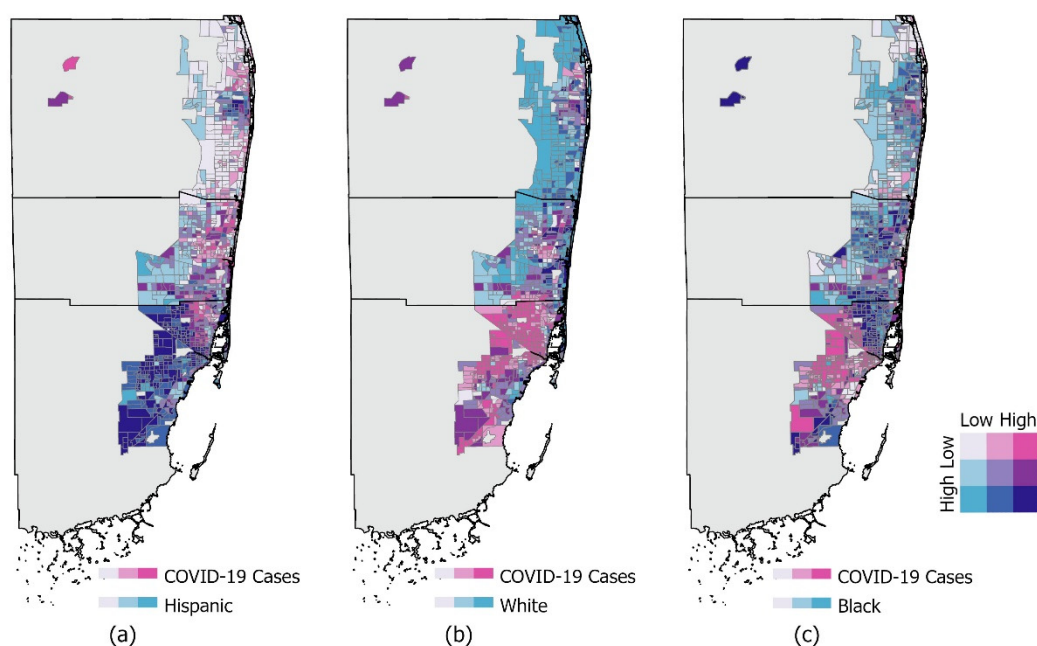 Low High
High Low
COVID-19 Cases
Hispanic
(a)
COVID-19 Cases
White
(b)
COVID-19 Cases
Black
(c)